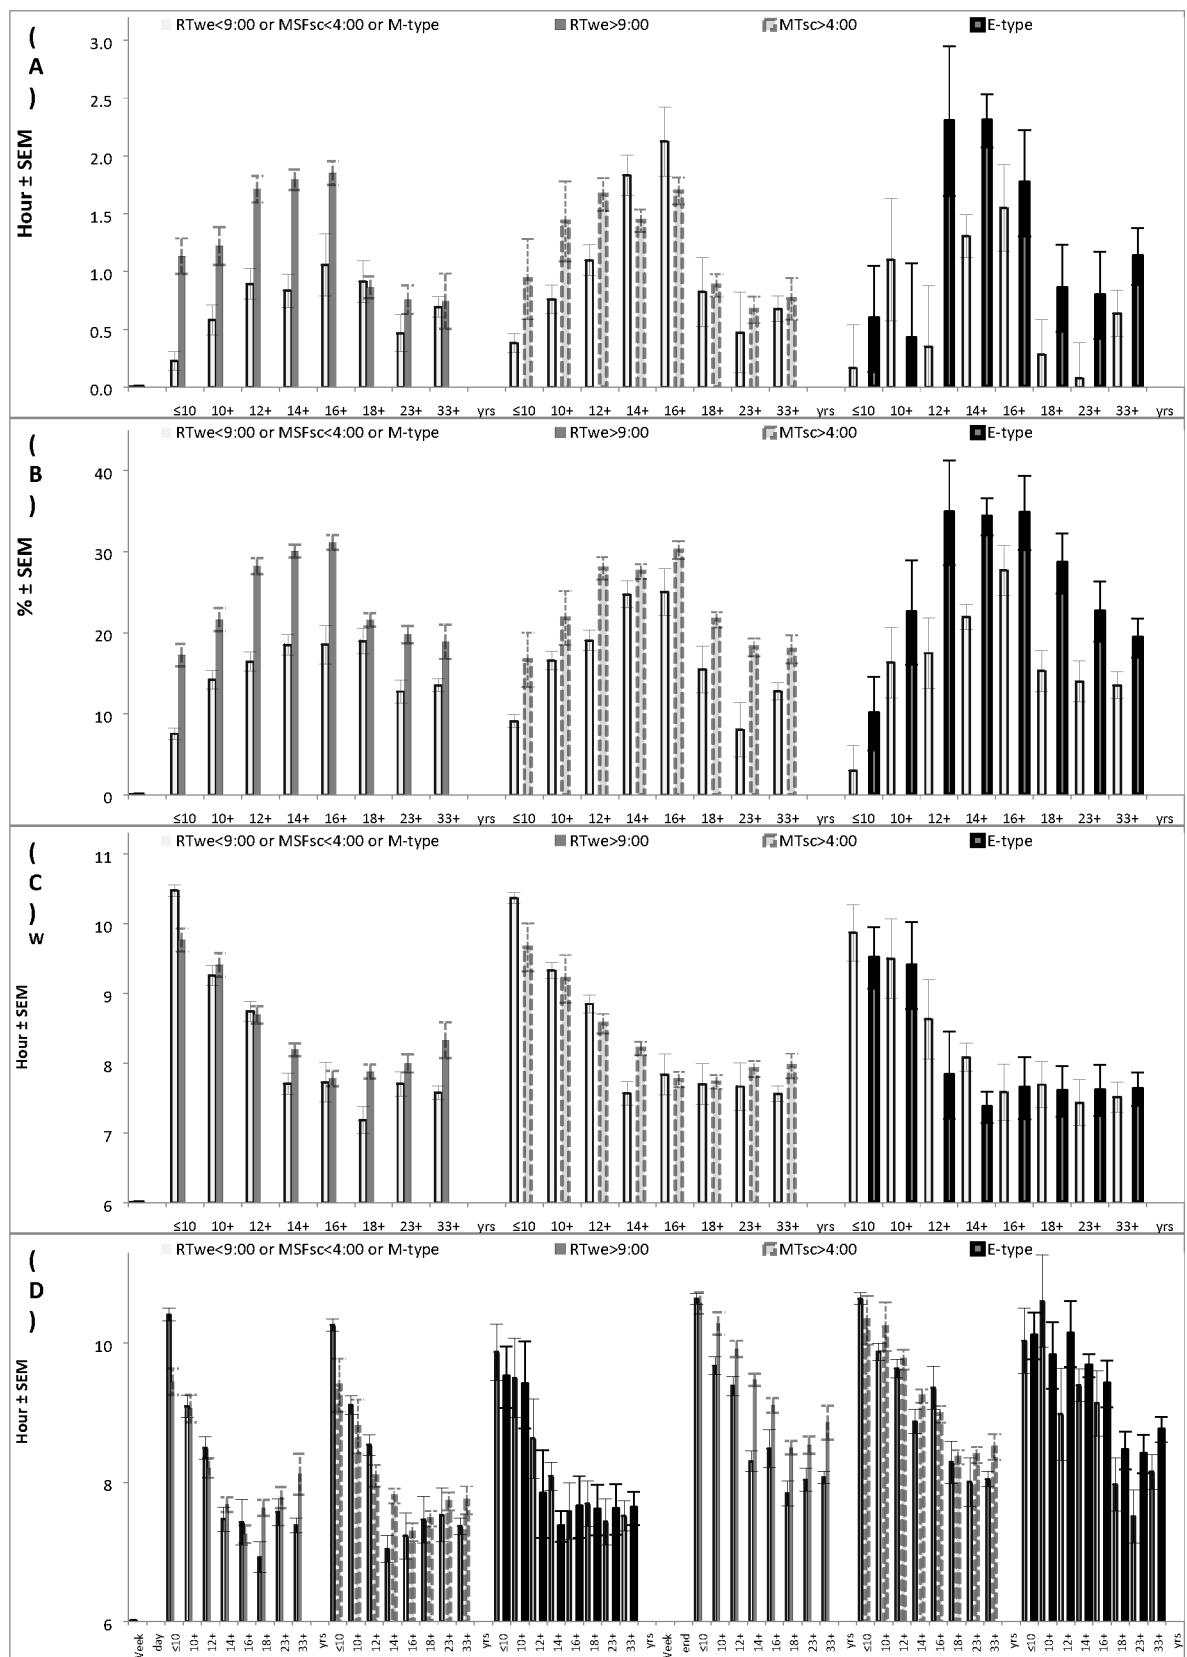 RTwe<9:00 or MSFsc<4:00 or M-type RTwe>9:00 MTsc>4:00 E-type
(A)
Hour ± SEM
3.0
2.5
2.0
1.5
1.0
0.5
0.0
≤10 10+ 12+ 14+ 16+ 18+ 23+ 33+ yrs ≤10 10+ 12+ 14+ 16+ 18+ 23+ 33+ yrs ≤10 10+ 12+ 14+ 16+ 18+ 23+ 33+ yrs
RTwe<9:00 or MSFsc<4:00 or M-type RTwe>9:00 MTsc>4:00 E-type
(B)
% ± SEM
40
30
20
10
0
≤10 10+ 12+ 14+ 16+ 18+ 23+ 33+ yrs ≤10 10+ 12+ 14+ 16+ 18+ 23+ 33+ yrs ≤10 10+ 12+ 14+ 16+ 18+ 23+ 33+ yrs
RTwe<9:00 or MSFsc<4:00 or M-type RTwe>9:00 MTsc>4:00 E-type
(C)
w
Hour ± SEM
11
10
9
8
7
6
≤10 10+ 12+ 14+ 16+ 18+ 23+ 33+ yrs ≤10 10+ 12+ 14+ 16+ 18+ 23+ 33+ yrs ≤10 10+ 12+ 14+ 16+ 18+ 23+ 33+ yrs
RTwe<9:00 or MSFsc<4:00 or M-type RTwe>9:00 MTsc>4:00 E-type
(D)
Hour ± SEM
10
8
6
Week day ≤10 10+ 12+ 14+ 16+ 18+ 23+ 33+ yrs ≤10 10+ 12+ 14+ 16+ 18+ 23+ 33+ yrs ≤10 10+ 12+ 14+ 16+ 18+ 23+ 33+ yrs Week end ≤10 10+ 12+ 14+ 16+ 18+ 23+ 33+ yrs ≤10 10+ 12+ 14+ 16+ 18+ 23+ 33+ yrs ≤10 10+ 12+ 14+ 16+ 18+ 23+ 33+ yrs